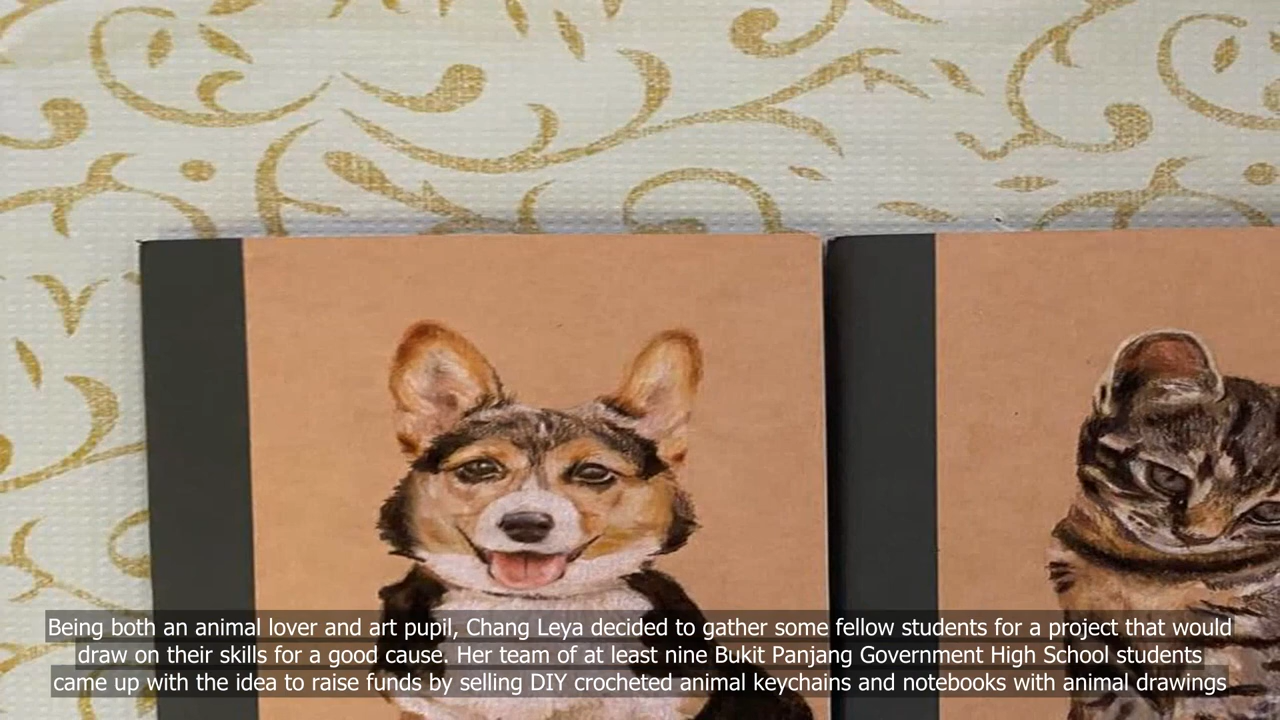 Being both an animal lover and art pupil, Chang Leya decided to gather some fellow students for a project that would
draw on their skills for a good cause. Her team of at least nine Bukit Panjang Government High School students
came up with the idea to raise funds by selling DIY crocheted animal keychains and notebooks with animal drawings